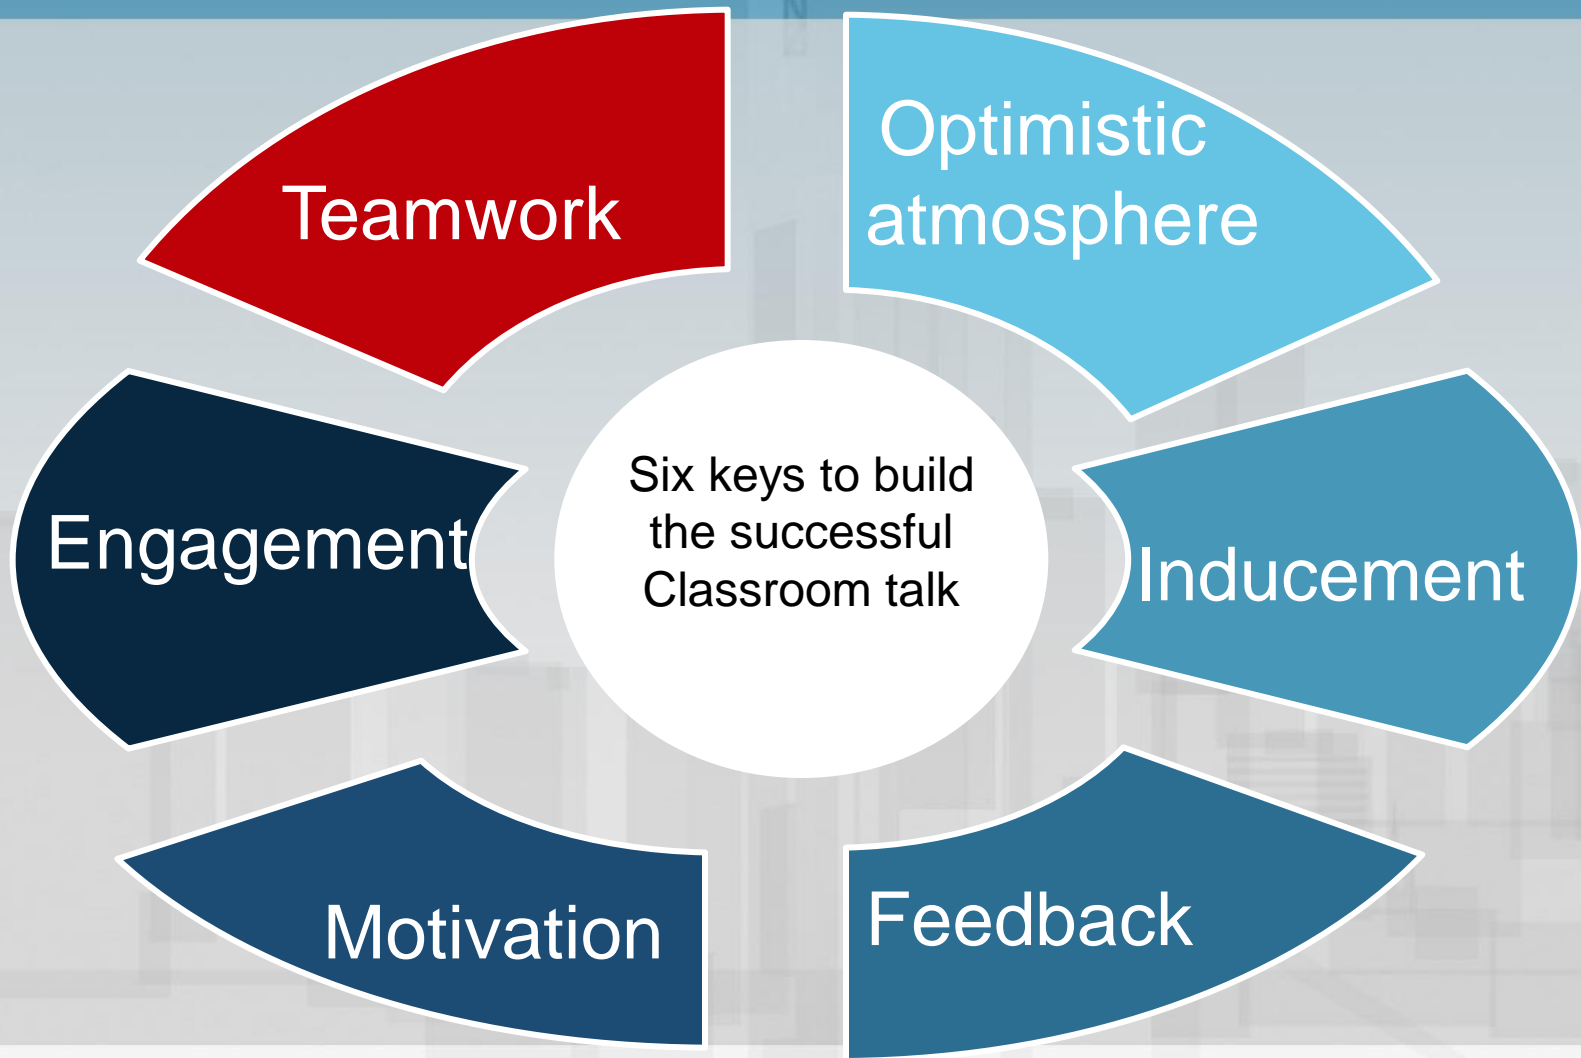 Teamwork
Optimistic
atmosphere
Engagement
Six keys to build
the successful
Classroom talk
Inducement
Motivation
Feedback